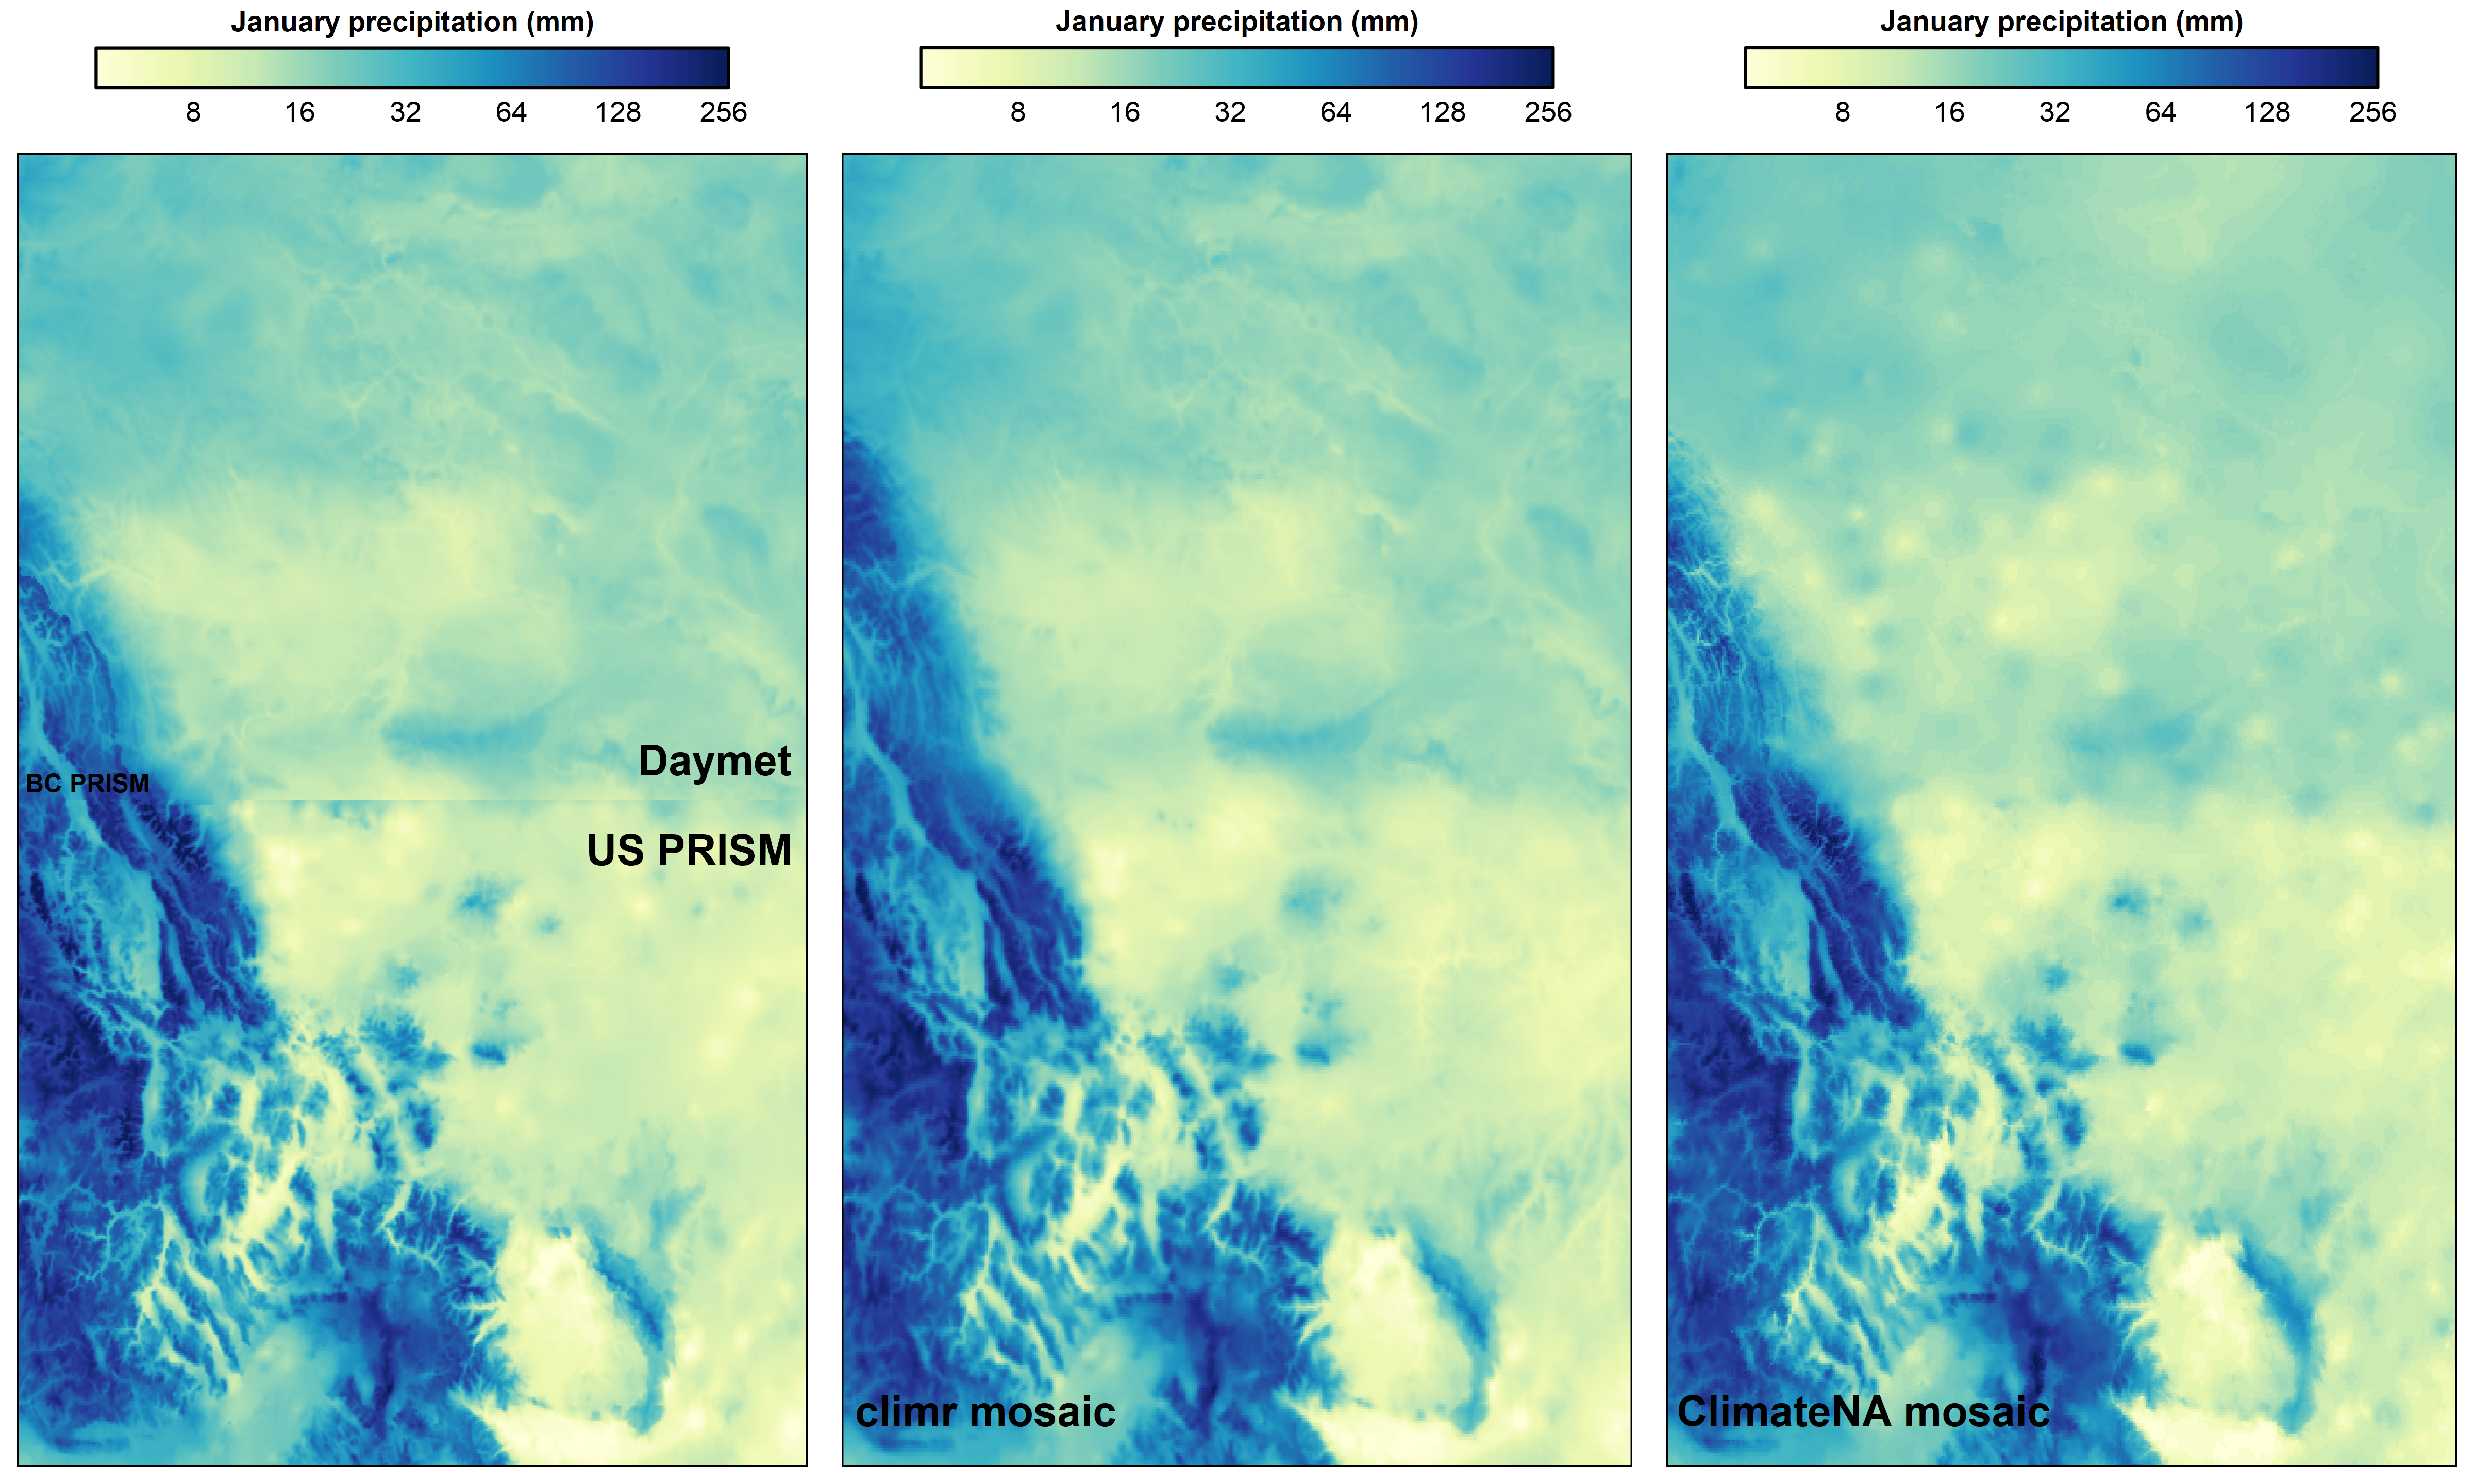 January precipitation (mm)
8 16 32 64 128 256
January precipitation (mm)
8 16 32 64 128 256
January precipitation (mm)
8 16 32 64 128 256
Daymet
BC PRISM
US PRISM
climr mosaic
ClimateNA mosaic